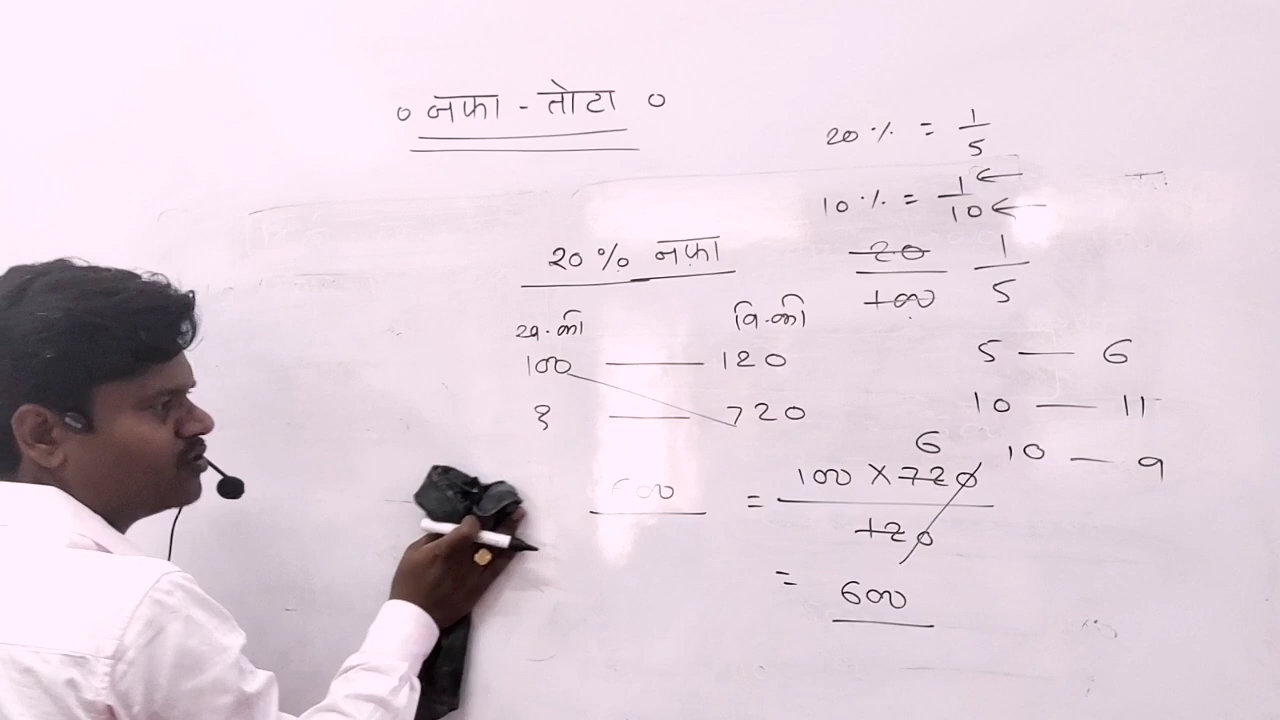 ० नफा - तोटा ०
20 % = 1/5
10 % = 1/10
20 % नफा
20/100 1/5
ख.की वि.की
100 — 120
? — 720
5 — 6
10 — 11
10 — 9
600
= 100 X 720 / 120
6
= 600